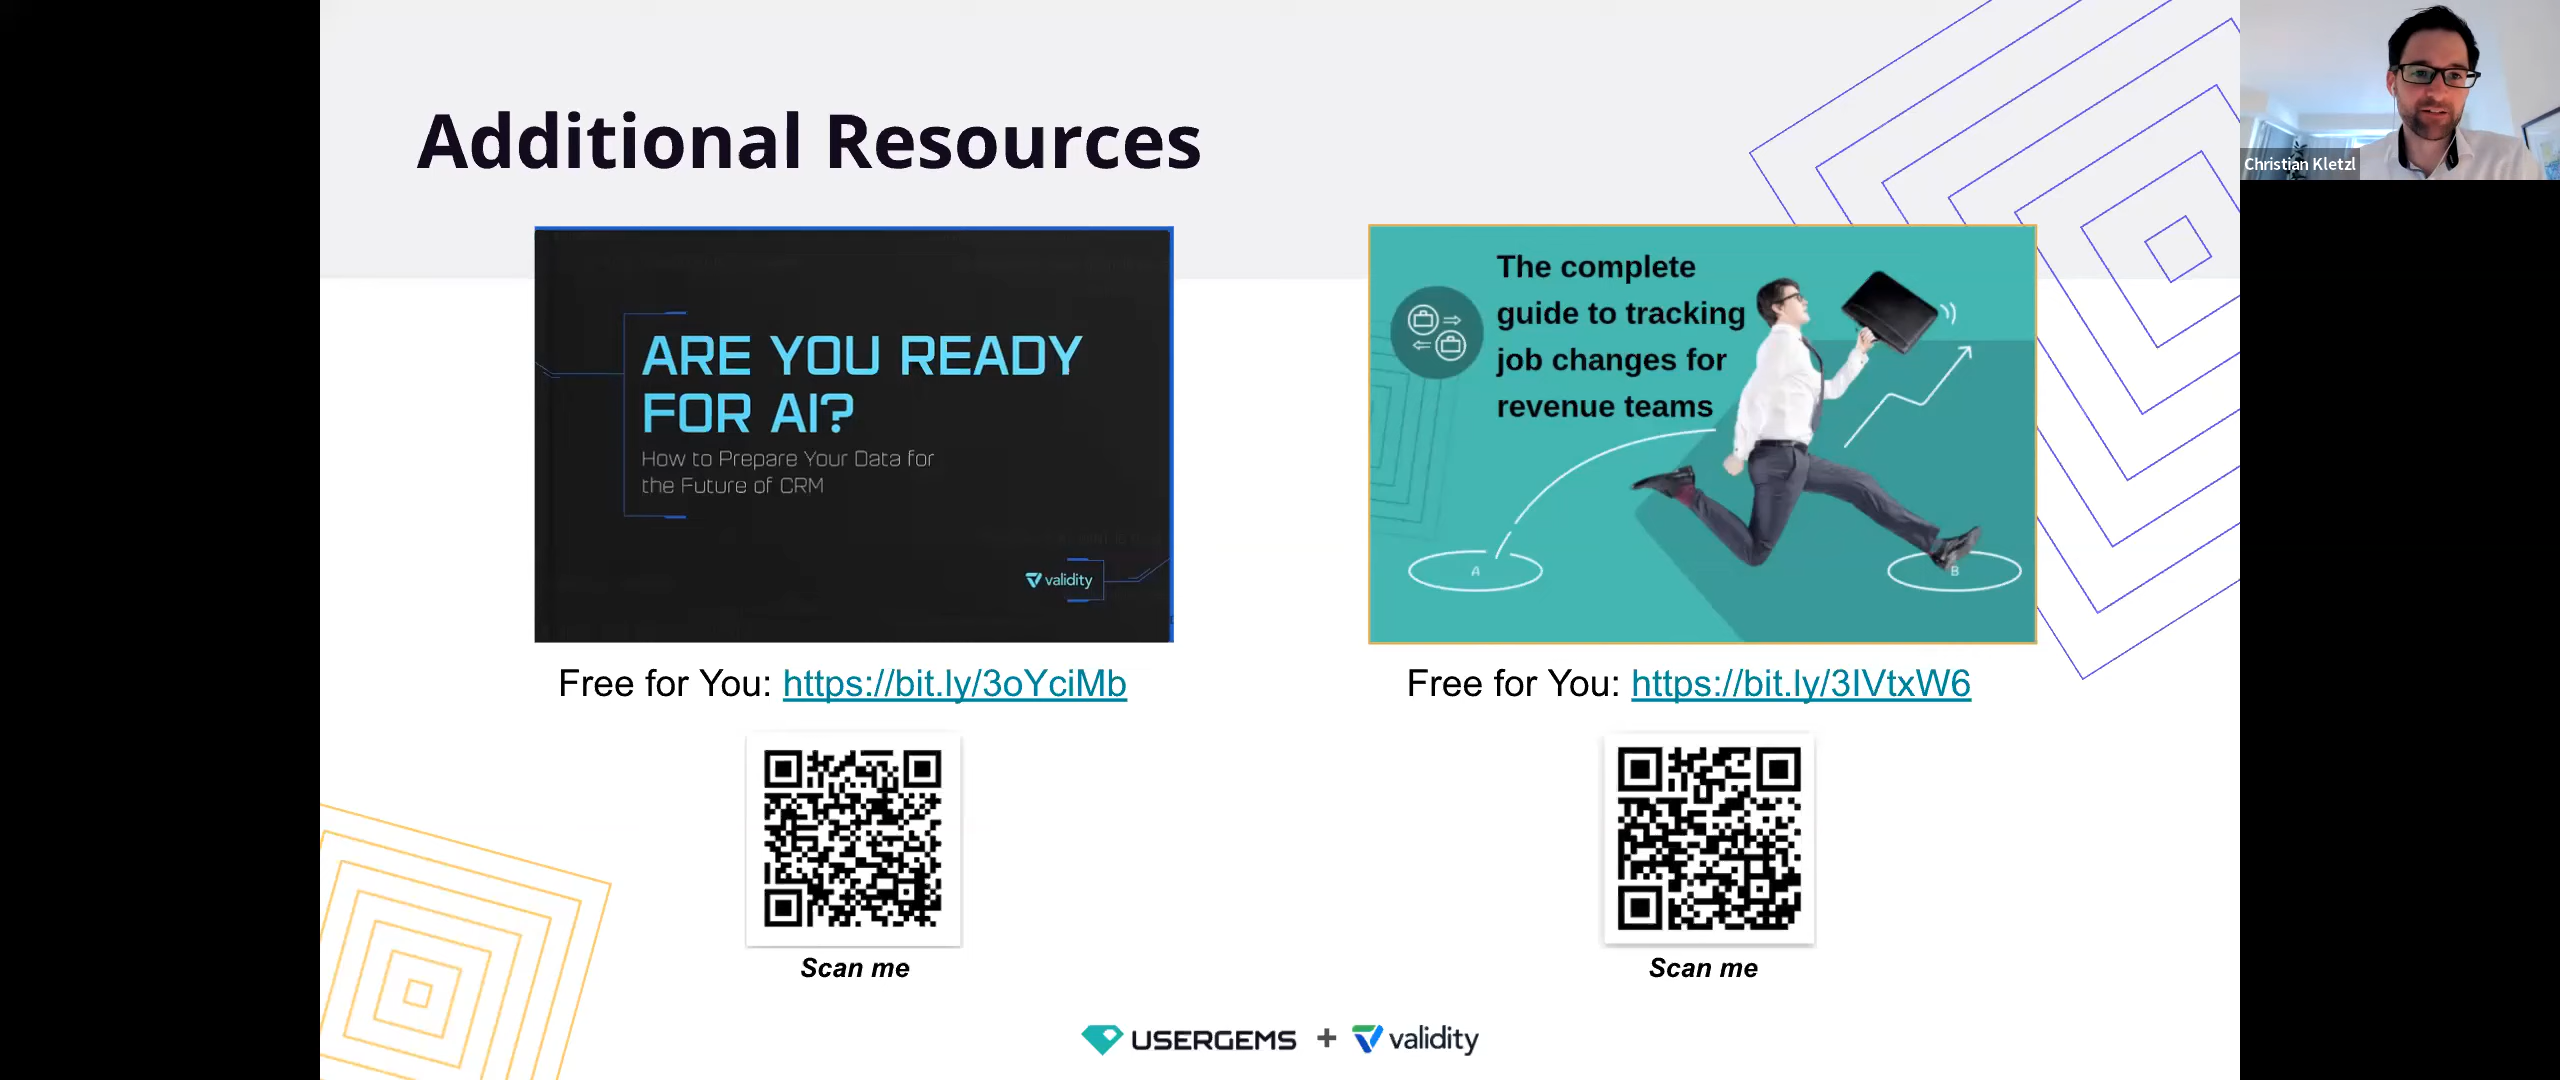 Additional Resources
Christian Kletzl
ARE YOU READY
FOR AI?
How to Prepare Your Data for
the Future of CRM
validity
The complete
guide to tracking
job changes for
revenue teams
A
B
Free for You: https://bit.ly/3oYciMb
Free for You: https://bit.ly/3IVtxW6
Scan me
Scan me
USERGEMS + validity